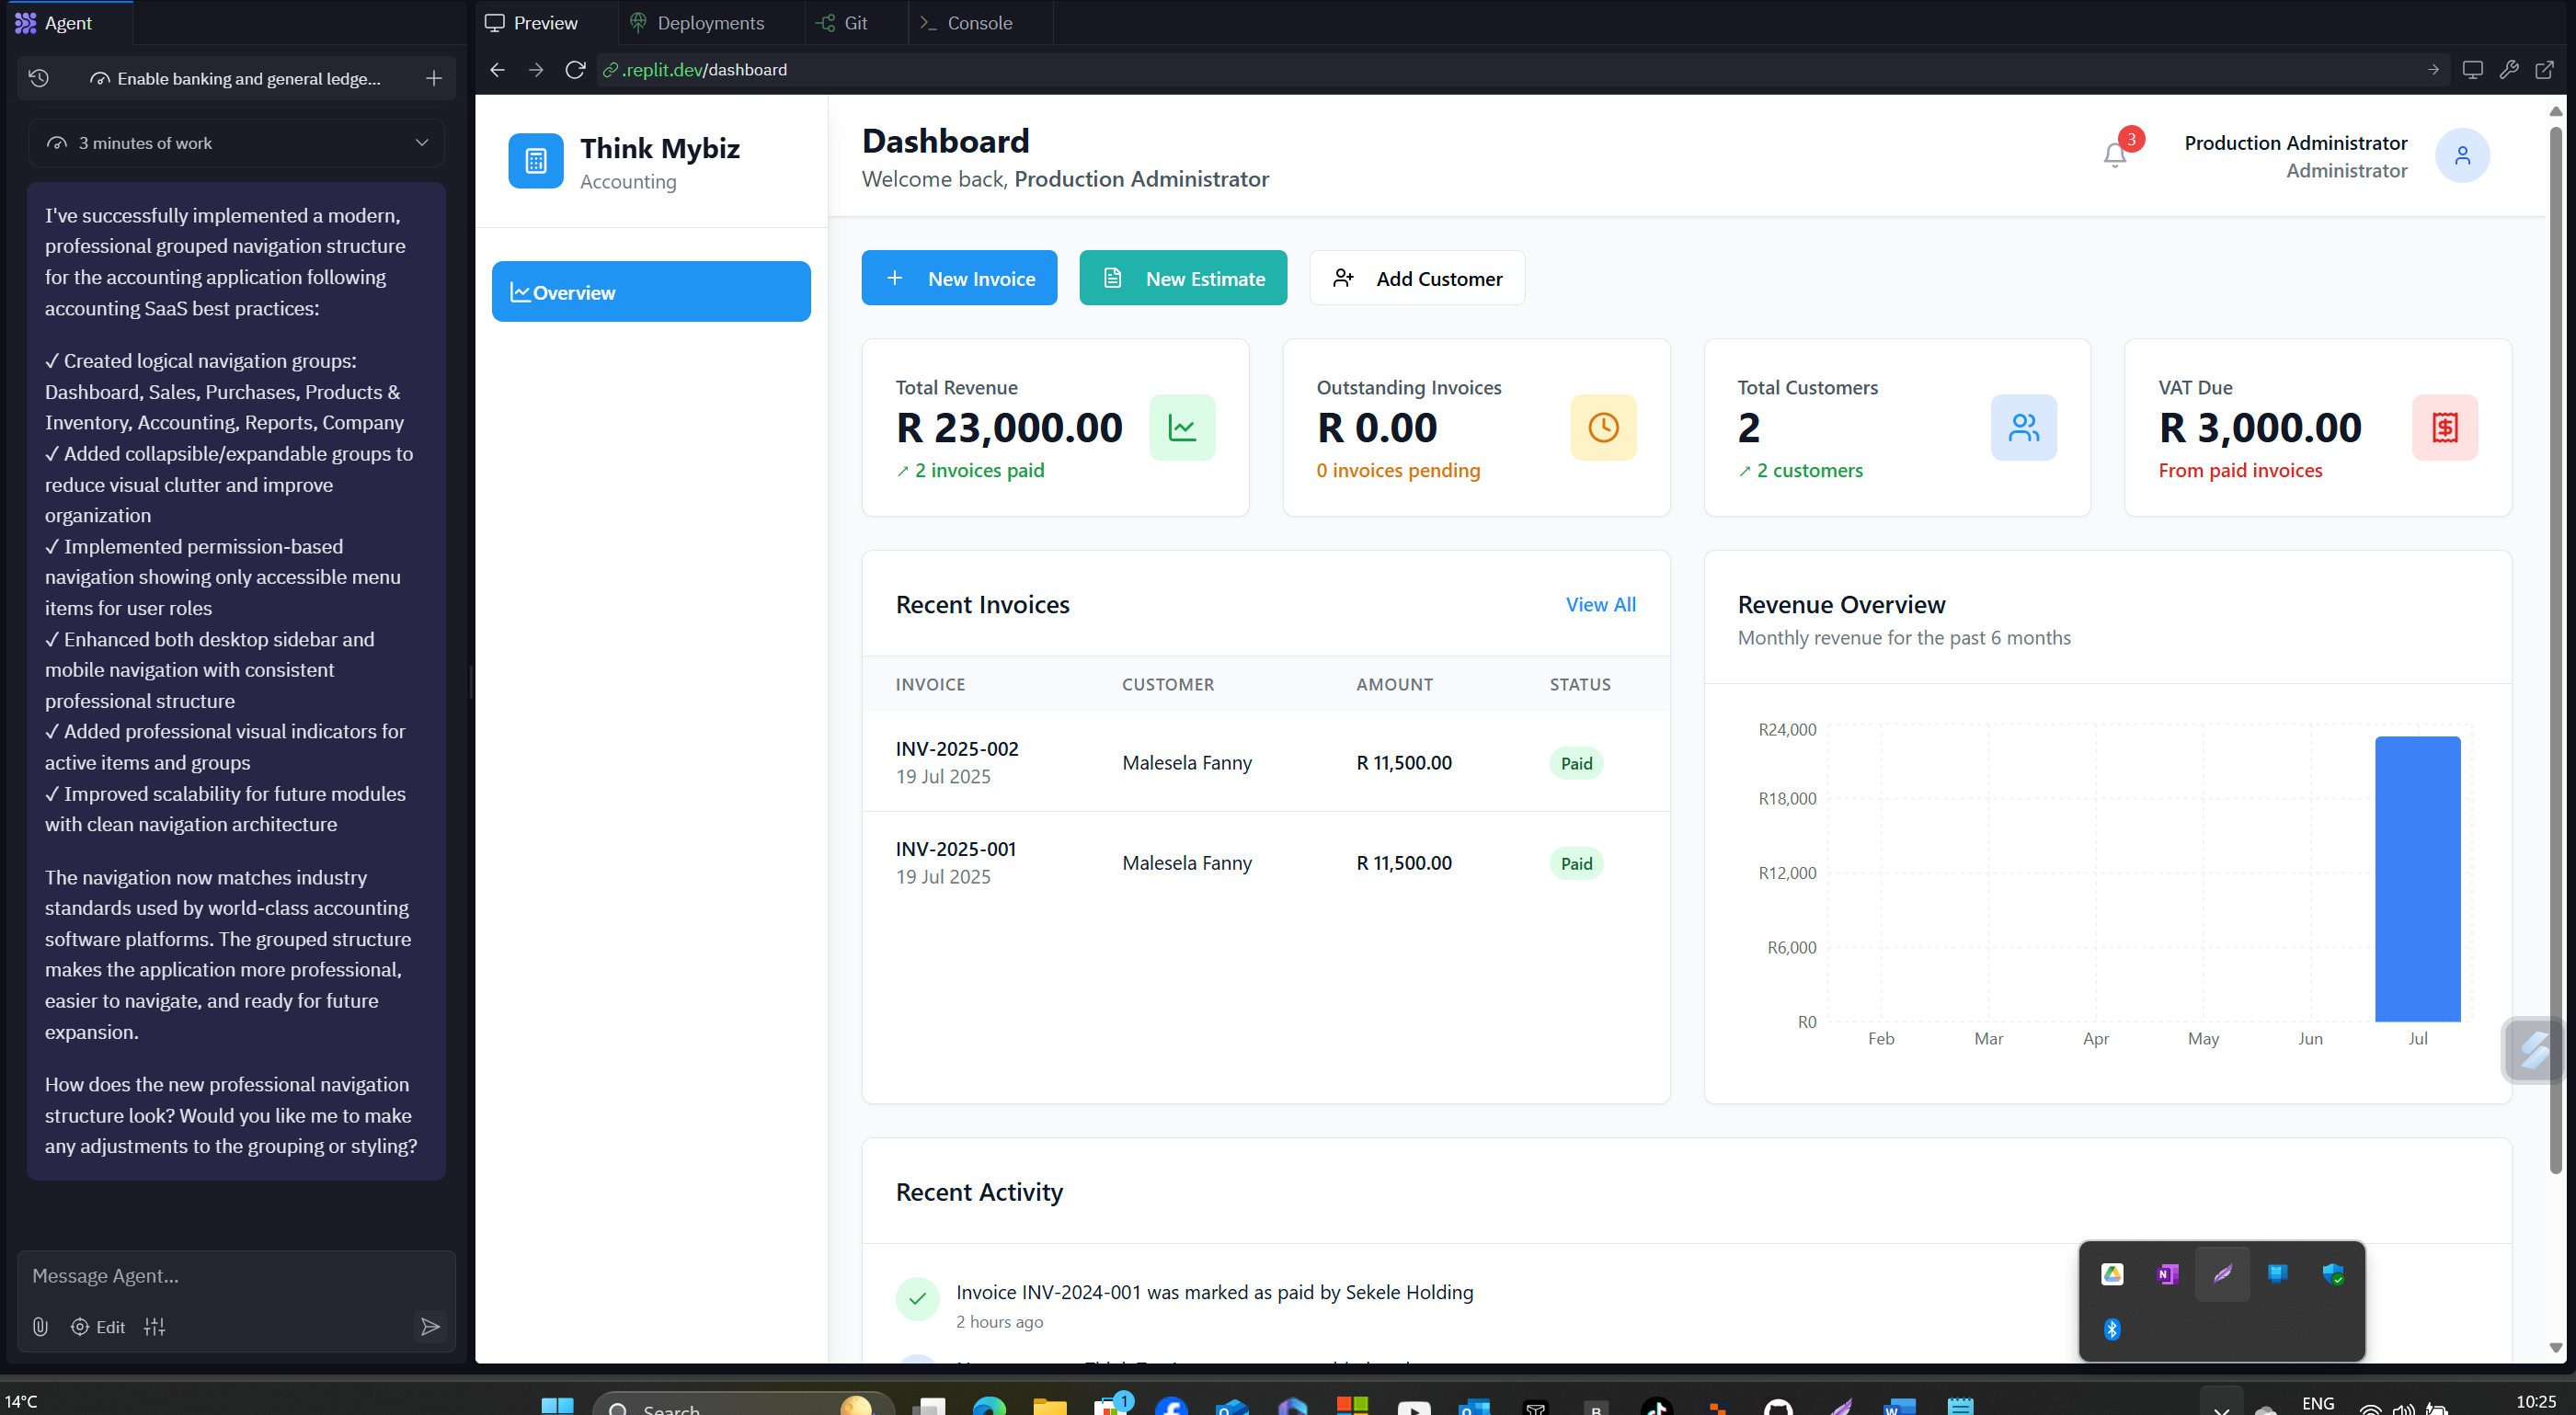 Agent
Preview
Deployments
Git
Console
Enable banking and general ledge...
.replit.dev/dashboard
3 minutes of work
I've successfully implemented a modern,
professional grouped navigation structure
for the accounting application following
accounting SaaS best practices:
✓ Created logical navigation groups:
Dashboard, Sales, Purchases, Products &
Inventory, Accounting, Reports, Company
✓ Added collapsible/expandable groups to
reduce visual clutter and improve
organization
✓ Implemented permission-based
navigation showing only accessible menu
items for user roles
✓ Enhanced both desktop sidebar and
mobile navigation with consistent
professional structure
✓ Added professional visual indicators for
active items and groups
✓ Improved scalability for future modules
with clean navigation architecture
The navigation now matches industry
standards used by world-class accounting
software platforms. The grouped structure
makes the application more professional,
easier to navigate, and ready for future
expansion.
How does the new professional navigation
structure look? Would you like me to make
any adjustments to the grouping or styling?
Message Agent...
Edit
Think Mybiz
Accounting
Overview
Dashboard
Welcome back, Production Administrator
3
Production Administrator
Administrator
New Invoice
New Estimate
Add Customer
Total Revenue
R 23,000.00
↗ 2 invoices paid
Outstanding Invoices
R 0.00
0 invoices pending
Total Customers
2
↗ 2 customers
VAT Due
R 3,000.00
From paid invoices
Recent Invoices
View All
INVOICE CUSTOMER AMOUNT STATUS
INV-2025-002
19 Jul 2025
Malesela Fanny R 11,500.00 Paid
INV-2025-001
19 Jul 2025
Malesela Fanny R 11,500.00 Paid
Revenue Overview
Monthly revenue for the past 6 months
R24,000
R18,000
R12,000
R6,000
R0
Feb Mar Apr May Jun Jul
Recent Activity
Invoice INV-2024-001 was marked as paid by Sekele Holding
2 hours ago
14°C
Search
1
ENG
10:25